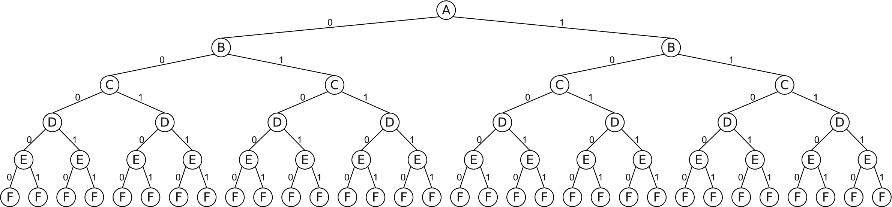 A
0 1
B B
0 1 0 1
C C C C
0 1 0 1 0 1 0 1
D D D D D D D D
0 1 0 1 0 1 0 1 0 1 0 1 0 1 0 1
E E E E E E E E E E E E E E E E
0 1 0 1 0 1 0 1 0 1 0 1 0 1 0 1 0 1 0 1 0 1 0 1 0 1 0 1 0 1 0 1
F F F F F F F F F F F F F F F F F F F F F F F F F F F F F F F F